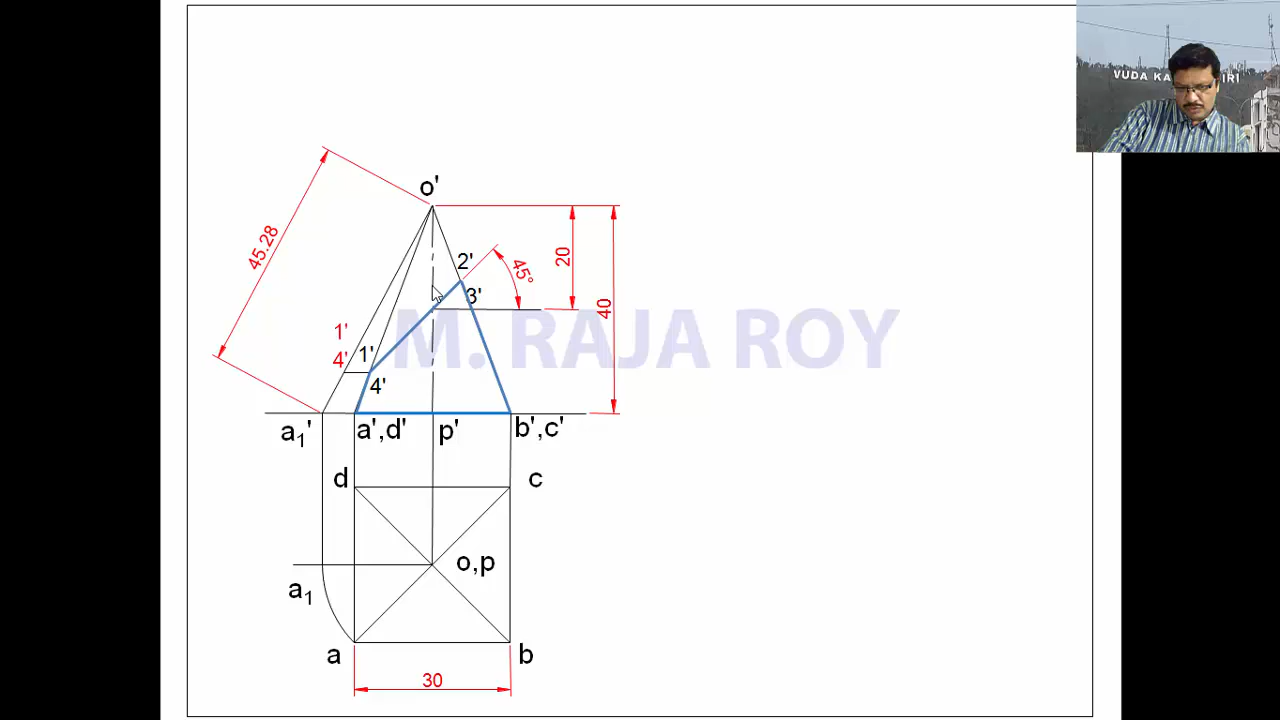 VUDA KA IRI
o'
45.28
2'
45°
20
3'
40
1'
4'
1'
4'
M. RAJA ROY
a1'
a',d'
p'
b',c'
d
c
o,p
a1
a
b
30